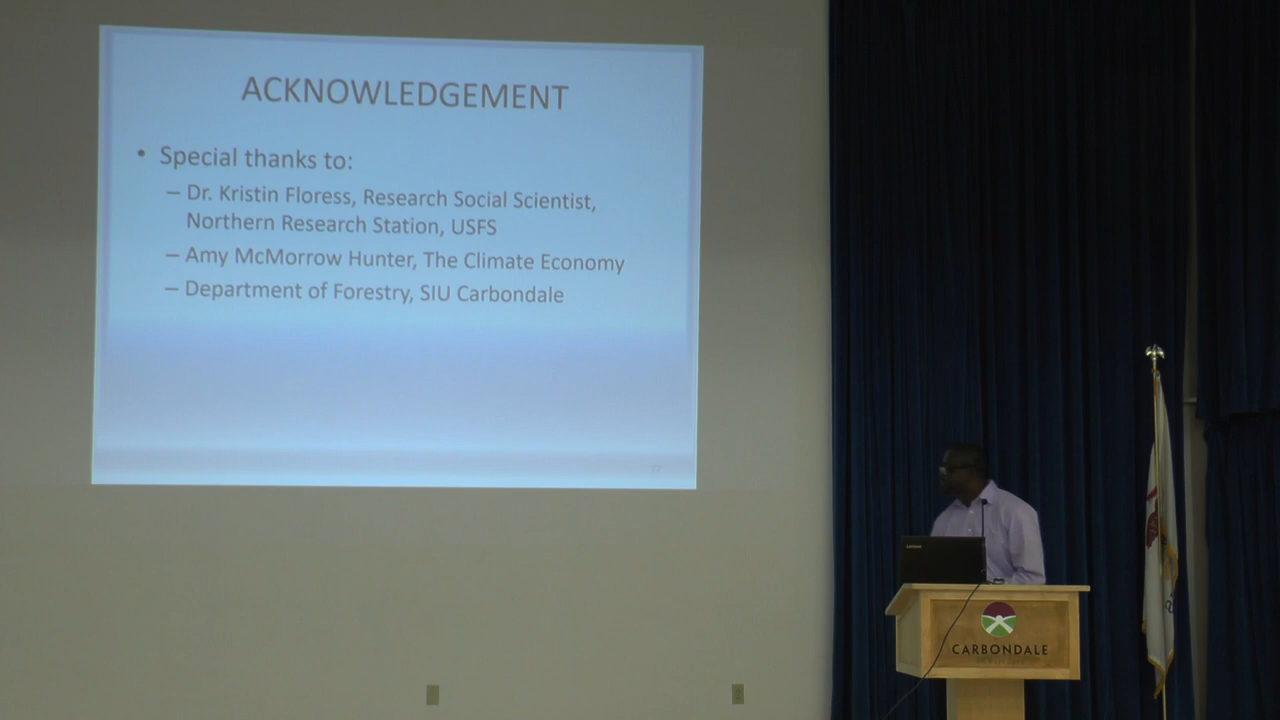 ACKNOWLEDGEMENT
• Special thanks to:
– Dr. Kristin Floress, Research Social Scientist,
Northern Research Station, USFS
– Amy McMorrow Hunter, The Climate Economy
– Department of Forestry, SIU Carbondale
Lenovo
CARBONDALE